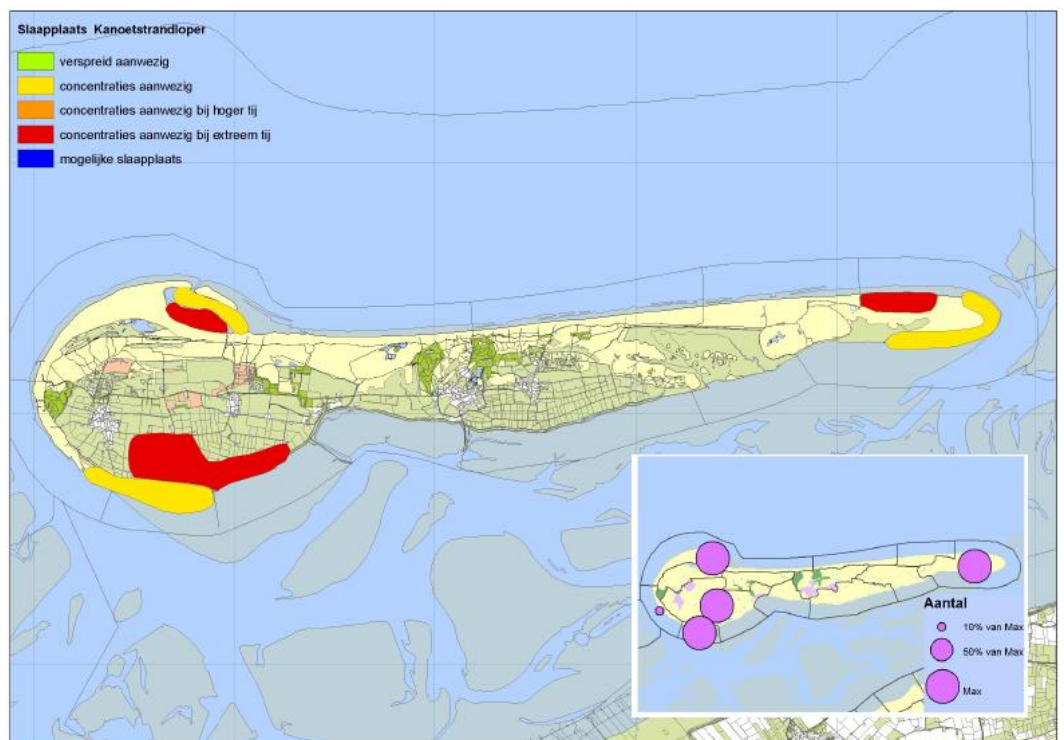 Slaapplaats Kanoetstrandloper
verspreid aanwezig
concentraties aanwezig
concentraties aanwezig bij hoger tij
concentraties aanwezig bij extreem tij
mogelijke slaapplaats
Aantal
10% van Max
50% van Max
Max